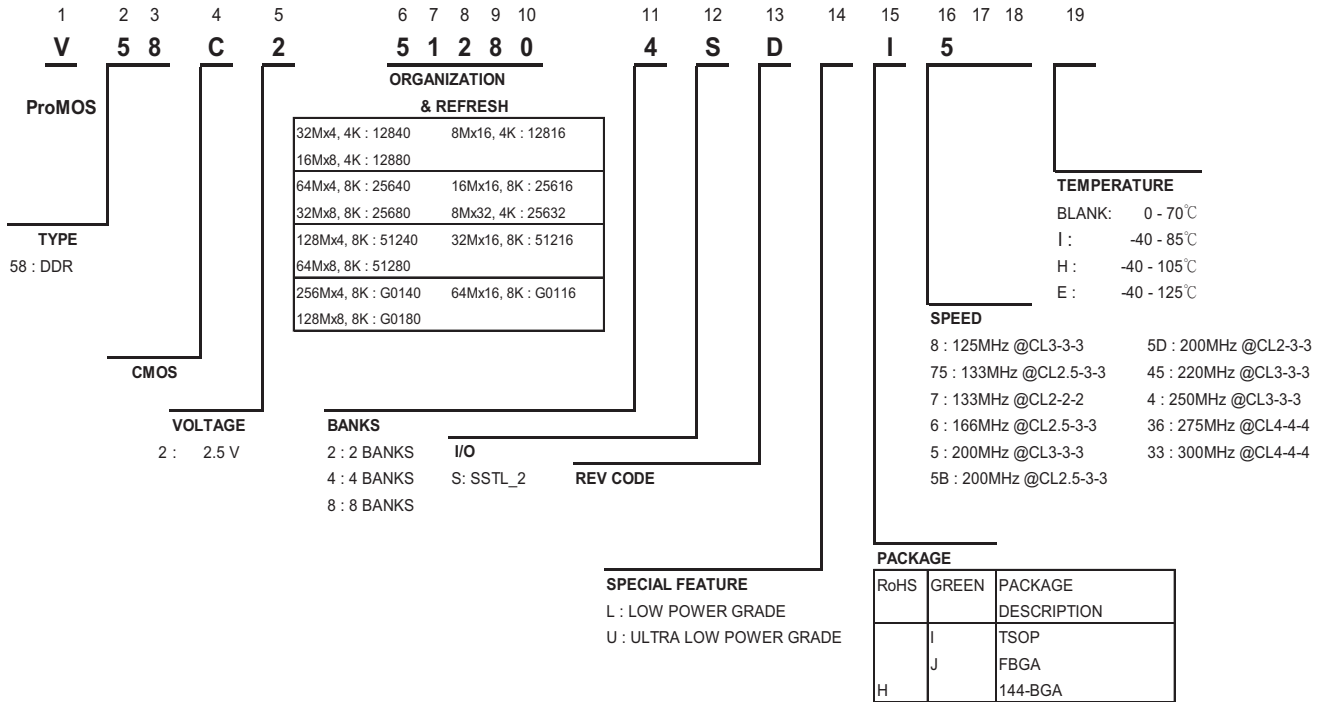 1 2 3 4 5 6 7 8 9 10 11 12 13 14 15 16 17 18 19
V 5 8 C 2 5 1 2 8 0 4 S D I 5
ProMOS
ORGANIZATION
& REFRESH
32Mx4, 4K : 12840 8Mx16, 4K : 12816
16Mx8, 4K : 12880
64Mx4, 8K : 25640 16Mx16, 8K : 25616
32Mx8, 8K : 25680 8Mx32, 4K : 25632
128Mx4, 8K : 51240 32Mx16, 8K : 51216
64Mx8, 8K : 51280
256Mx4, 8K : G0140 64Mx16, 8K : G0116
128Mx8, 8K : G0180
TYPE
58 : DDR
CMOS
VOLTAGE
2 : 2.5 V
BANKS
2 : 2 BANKS
4 : 4 BANKS
8 : 8 BANKS
I/O
S: SSTL_2
REV CODE
SPECIAL FEATURE
L : LOW POWER GRADE
U : ULTRA LOW POWER GRADE
TEMPERATURE
BLANK: 0 - 70℃
I : -40 - 85℃
H : -40 - 105℃
E : -40 - 125℃
SPEED
8 : 125MHz @CL3-3-3 5D : 200MHz @CL2-3-3
75 : 133MHz @CL2.5-3-3 45 : 220MHz @CL3-3-3
7 : 133MHz @CL2-2-2 4 : 250MHz @CL3-3-3
6 : 166MHz @CL2.5-3-3 36 : 275MHz @CL4-4-4
5 : 200MHz @CL3-3-3 33 : 300MHz @CL4-4-4
5B : 200MHz @CL2.5-3-3
PACKAGE
RoHS GREEN PACKAGE
DESCRIPTION
I TSOP
J FBGA
H 144-BGA